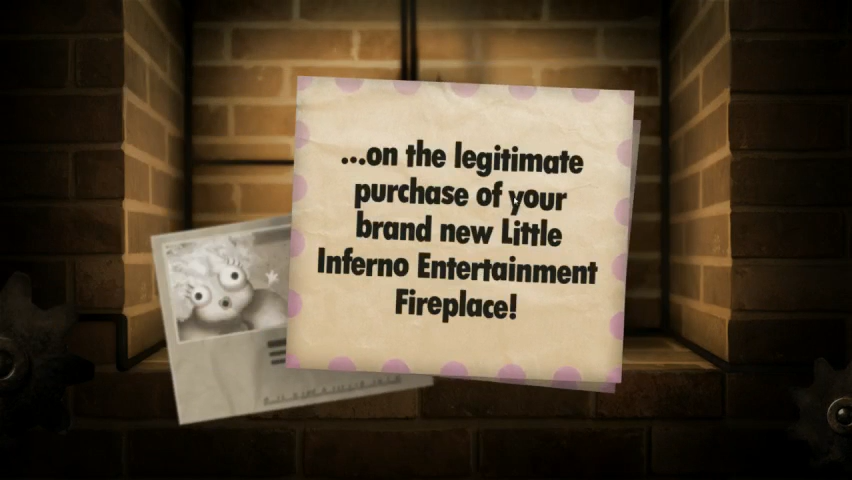 ...on the legitimate
purchase of your
brand new Little
Inferno Entertainment
Fireplace!